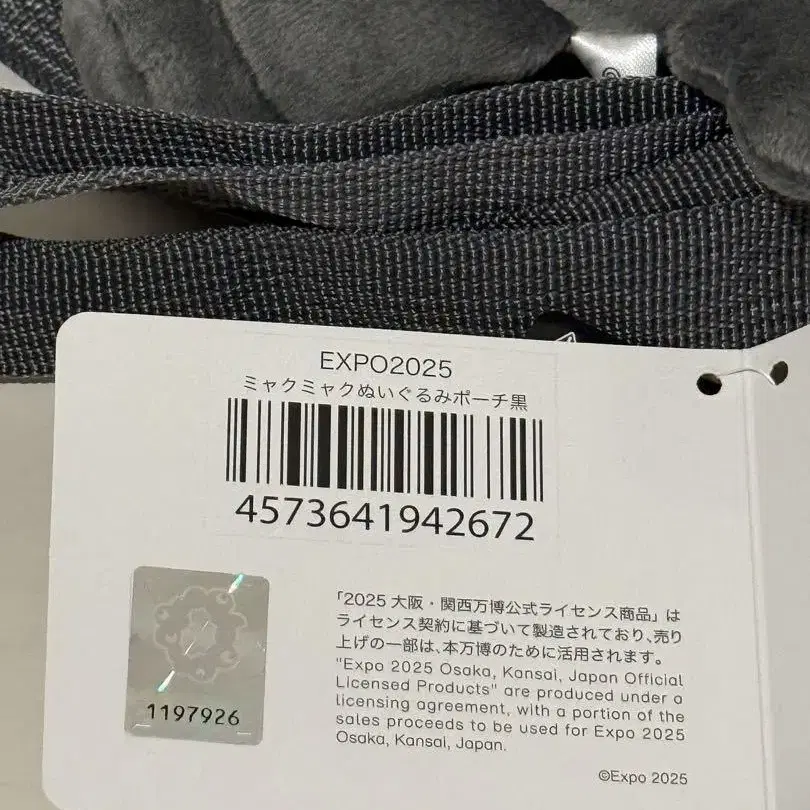 EXPO2025
ミャクミャクぬいぐるみポーチ黒
4573641942672
1197926
「2025 大阪・関西万博公式ライセンス商品」は
ライセンス契約に基づいて製造されており、売り
上げの一部は、本万博のために活用されます。
"Expo 2025 Osaka, Kansai, Japan Official
Licensed Products" are produced under a
licensing agreement, with a portion of the
sales proceeds to be used for Expo 2025
Osaka, Kansai, Japan.
©Expo 2025